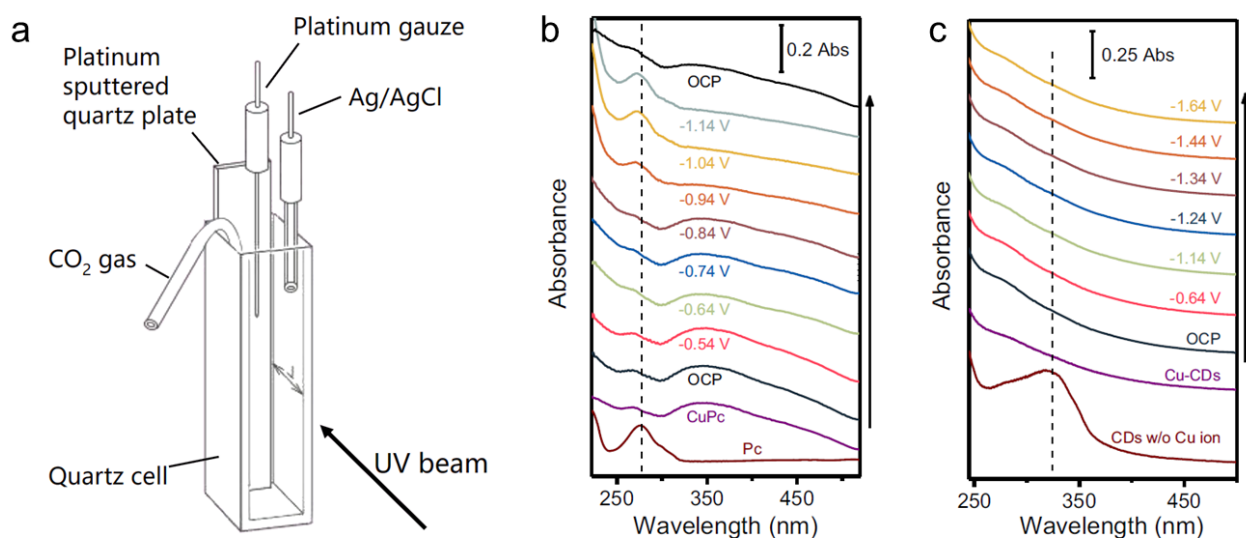 a
Platinum gauze
Platinum
sputtered
quartz plate
Ag/AgCl
CO₂ gas
L
Quartz cell
UV beam
b
0.2 Abs
OCP
-1.14 V
-1.04 V
-0.94 V
-0.84 V
-0.74 V
-0.64 V
-0.54 V
OCP
CuPc
Pc
Absorbance
250 350 450
Wavelength (nm)
c
0.25 Abs
-1.64 V
-1.44 V
-1.34 V
-1.24 V
-1.14 V
-0.64 V
OCP
Cu-CDs
CDs w/o Cu ion
Absorbance
250 350 450
Wavelength (nm)